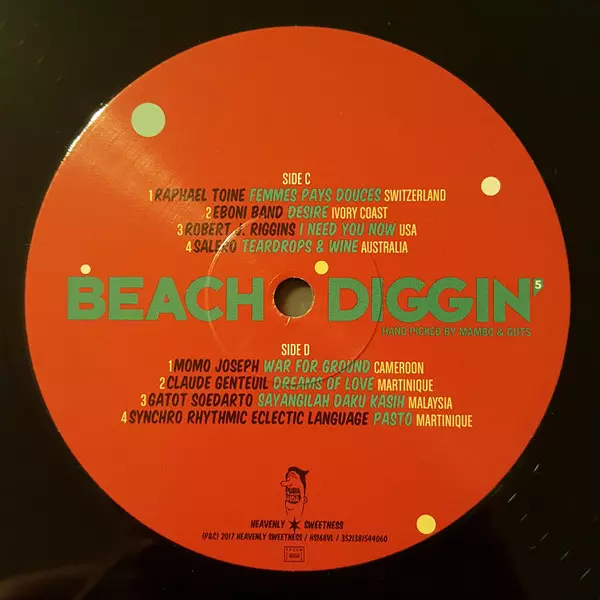 SIDE C
1 RAPHAEL TOINE FEMMES PAYS DOUCES SWITZERLAND
2 EBONI BAND DESIRE IVORY COAST
3 ROBERT J. RIGGINS I NEED YOU NOW USA
4 SALERO TEARDROPS & WINE AUSTRALIA
BEACH DIGGIN' 5
HAND PICKED BY MAMBO & GUTS
SIDE D
1 MOMO JOSEPH WAR FOR GROUND CAMEROON
2 CLAUDE GENTEUIL DREAMS OF LOVE MARTINIQUE
3 GATOT SOEDARTO SAYANGILAH DAKU KASIH MALAYSIA
4 SYNCHRO RHYTHMIC ECLECTIC LANGUAGE PASTO MARTINIQUE
HEAVENLY SWEETNESS
(P&C) 2017 HEAVENLY SWEETNESS / HS168VL / 3521381544060